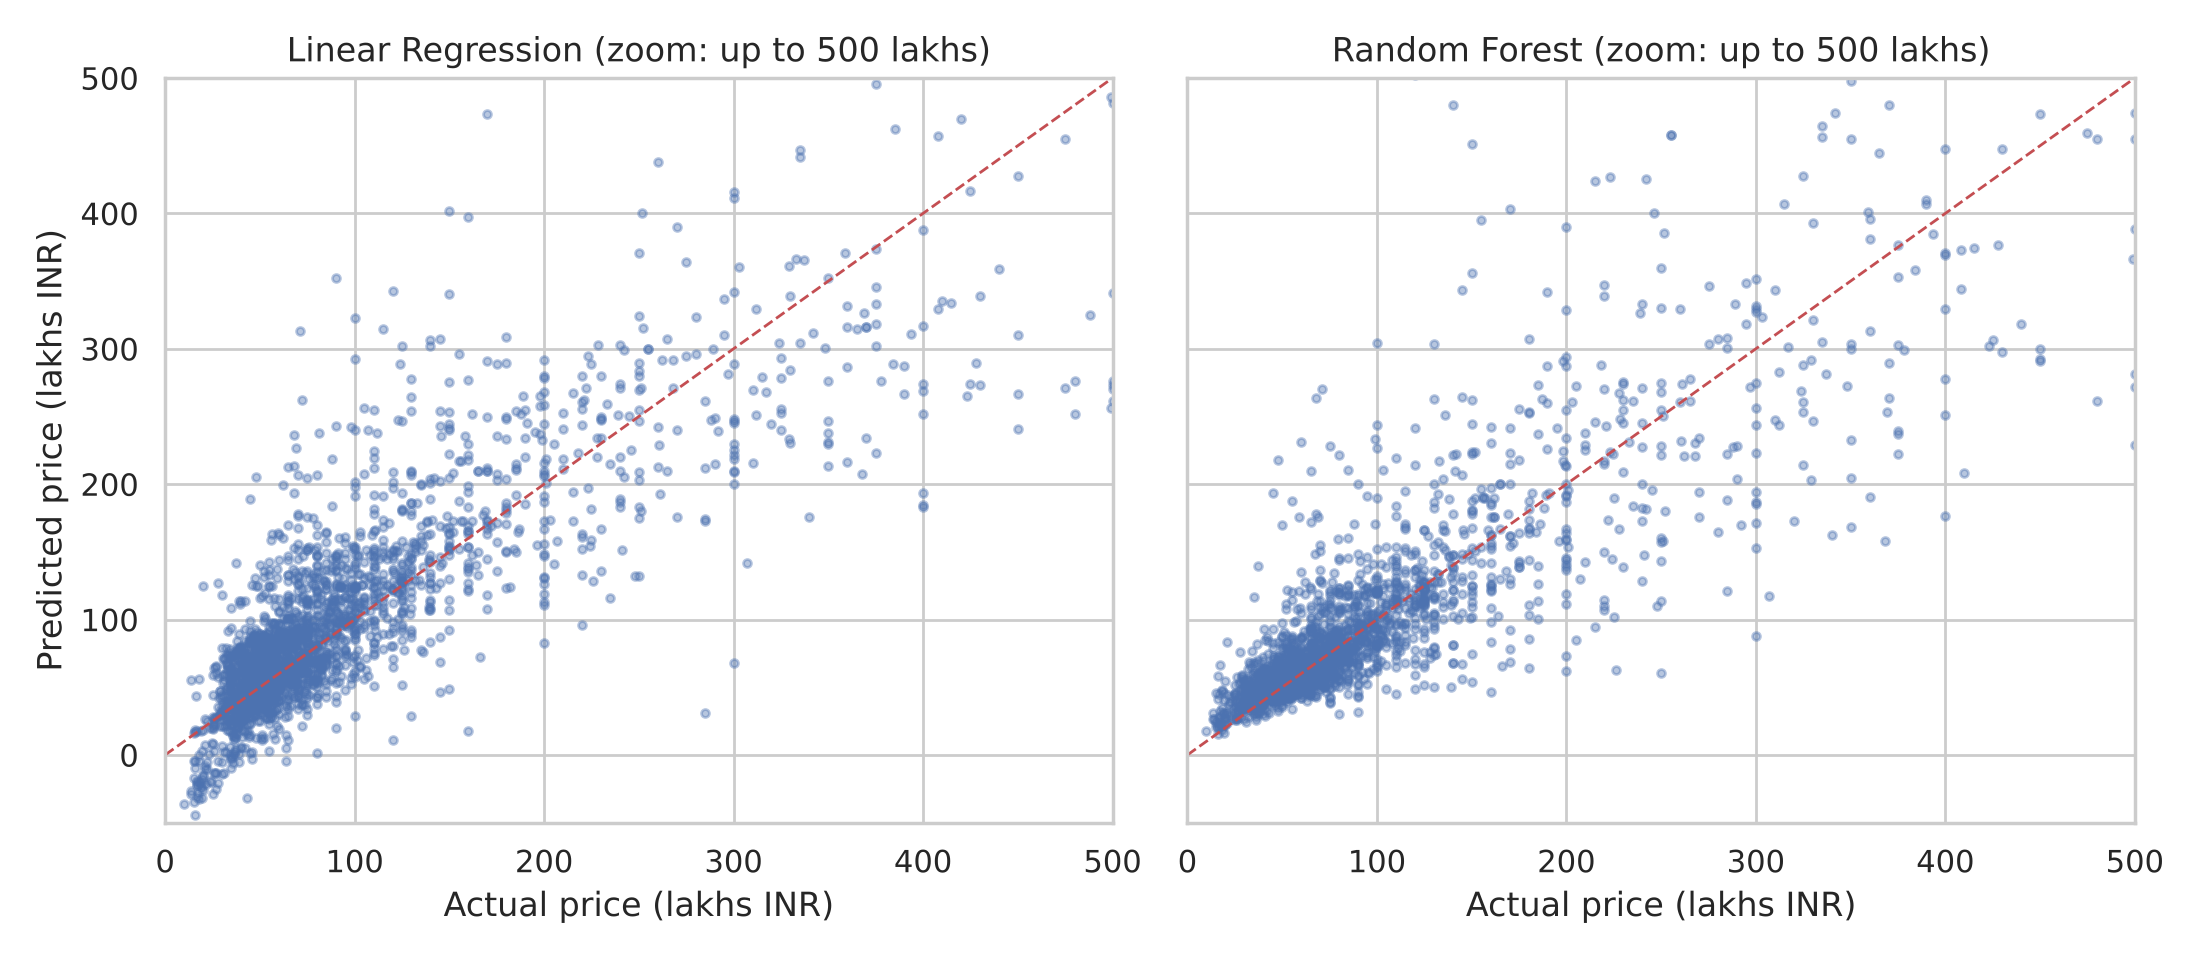 Linear Regression (zoom: up to 500 lakhs)
Random Forest (zoom: up to 500 lakhs)
Predicted price (lakhs INR)
500
400
300
200
100
0
0 100 200 300 400 500
0 100 200 300 400 500
Actual price (lakhs INR)
Actual price (lakhs INR)